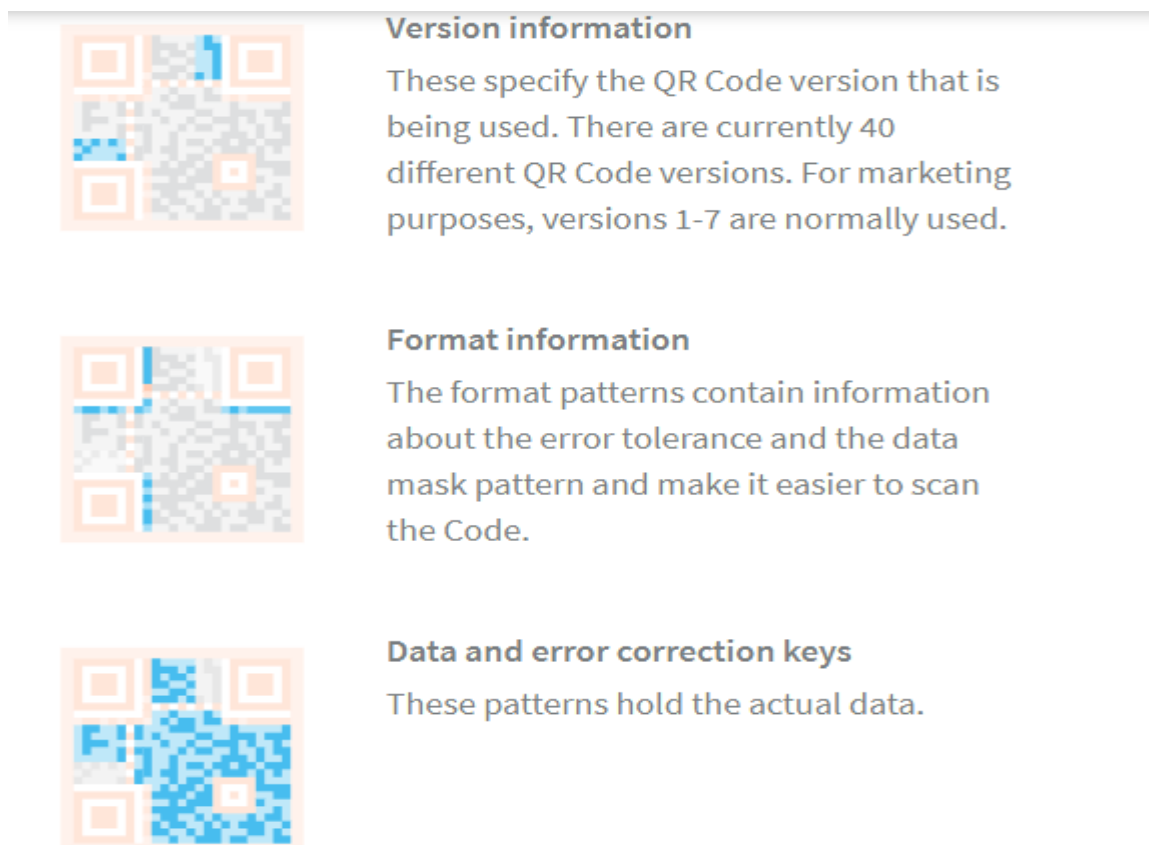 Version information
These specify the QR Code version that is
being used. There are currently 40
different QR Code versions. For marketing
purposes, versions 1-7 are normally used.
Format information
The format patterns contain information
about the error tolerance and the data
mask pattern and make it easier to scan
the Code.
Data and error correction keys
These patterns hold the actual data.